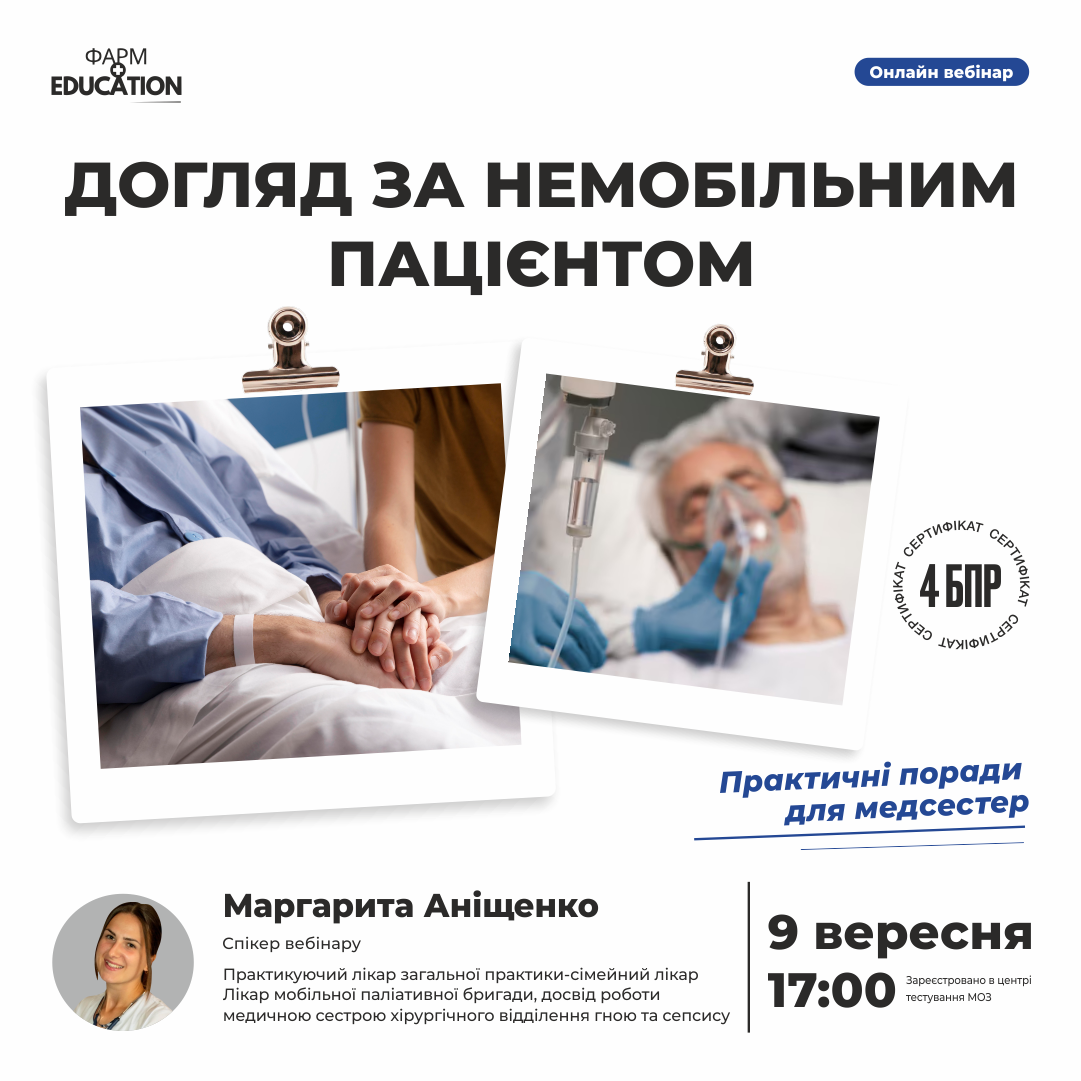 ФАРМ
EDUCATION
Онлайн вебінар
ДОГЛЯД ЗА НЕМОБІЛЬНИМ
ПАЦІЄНТОМ
СЕРТИФІКАТ СЕРТИФІКАТ СЕРТИФІКАТ СЕРТИФІКАТ
4 БПР
Практичні поради
для медсестер
Маргарита Аніщенко
Спікер вебінару
Практикуючий лікар загальної практики-сімейний лікар
Лікар мобільної паліативної бригади, досвід роботи
медичною сестрою хірургічного відділення гною та сепсису
9 вересня
17:00
Зареєстровано в центрі
тестування МОЗ